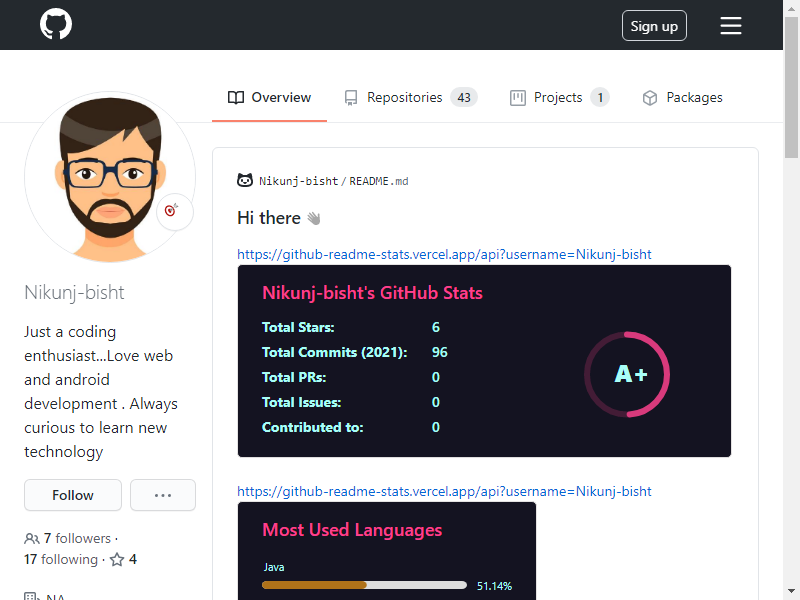 Sign up
Overview
Repositories 43
Projects 1
Packages
Nikunj-bisht / README.md
Hi there 👋
https://github-readme-stats.vercel.app/api?username=Nikunj-bisht
Nikunj-bisht's GitHub Stats
Total Stars: 6
Total Commits (2021): 96
Total PRs: 0
Total Issues: 0
Contributed to: 0
A+
https://github-readme-stats.vercel.app/api?username=Nikunj-bisht
Most Used Languages
Java
51.14%
Nikunj-bisht
Just a coding
enthusiast...Love web
and android
development . Always
curious to learn new
technology
Follow
...
7 followers ·
17 following · 4
NA